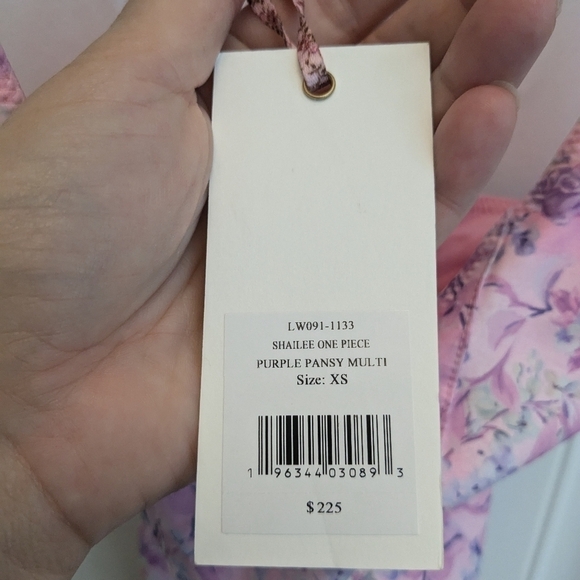 LW091-1133
SHAILEE ONE PIECE
PURPLE PANSY MULTI
Size: XS
1 96344 03089 3
$225